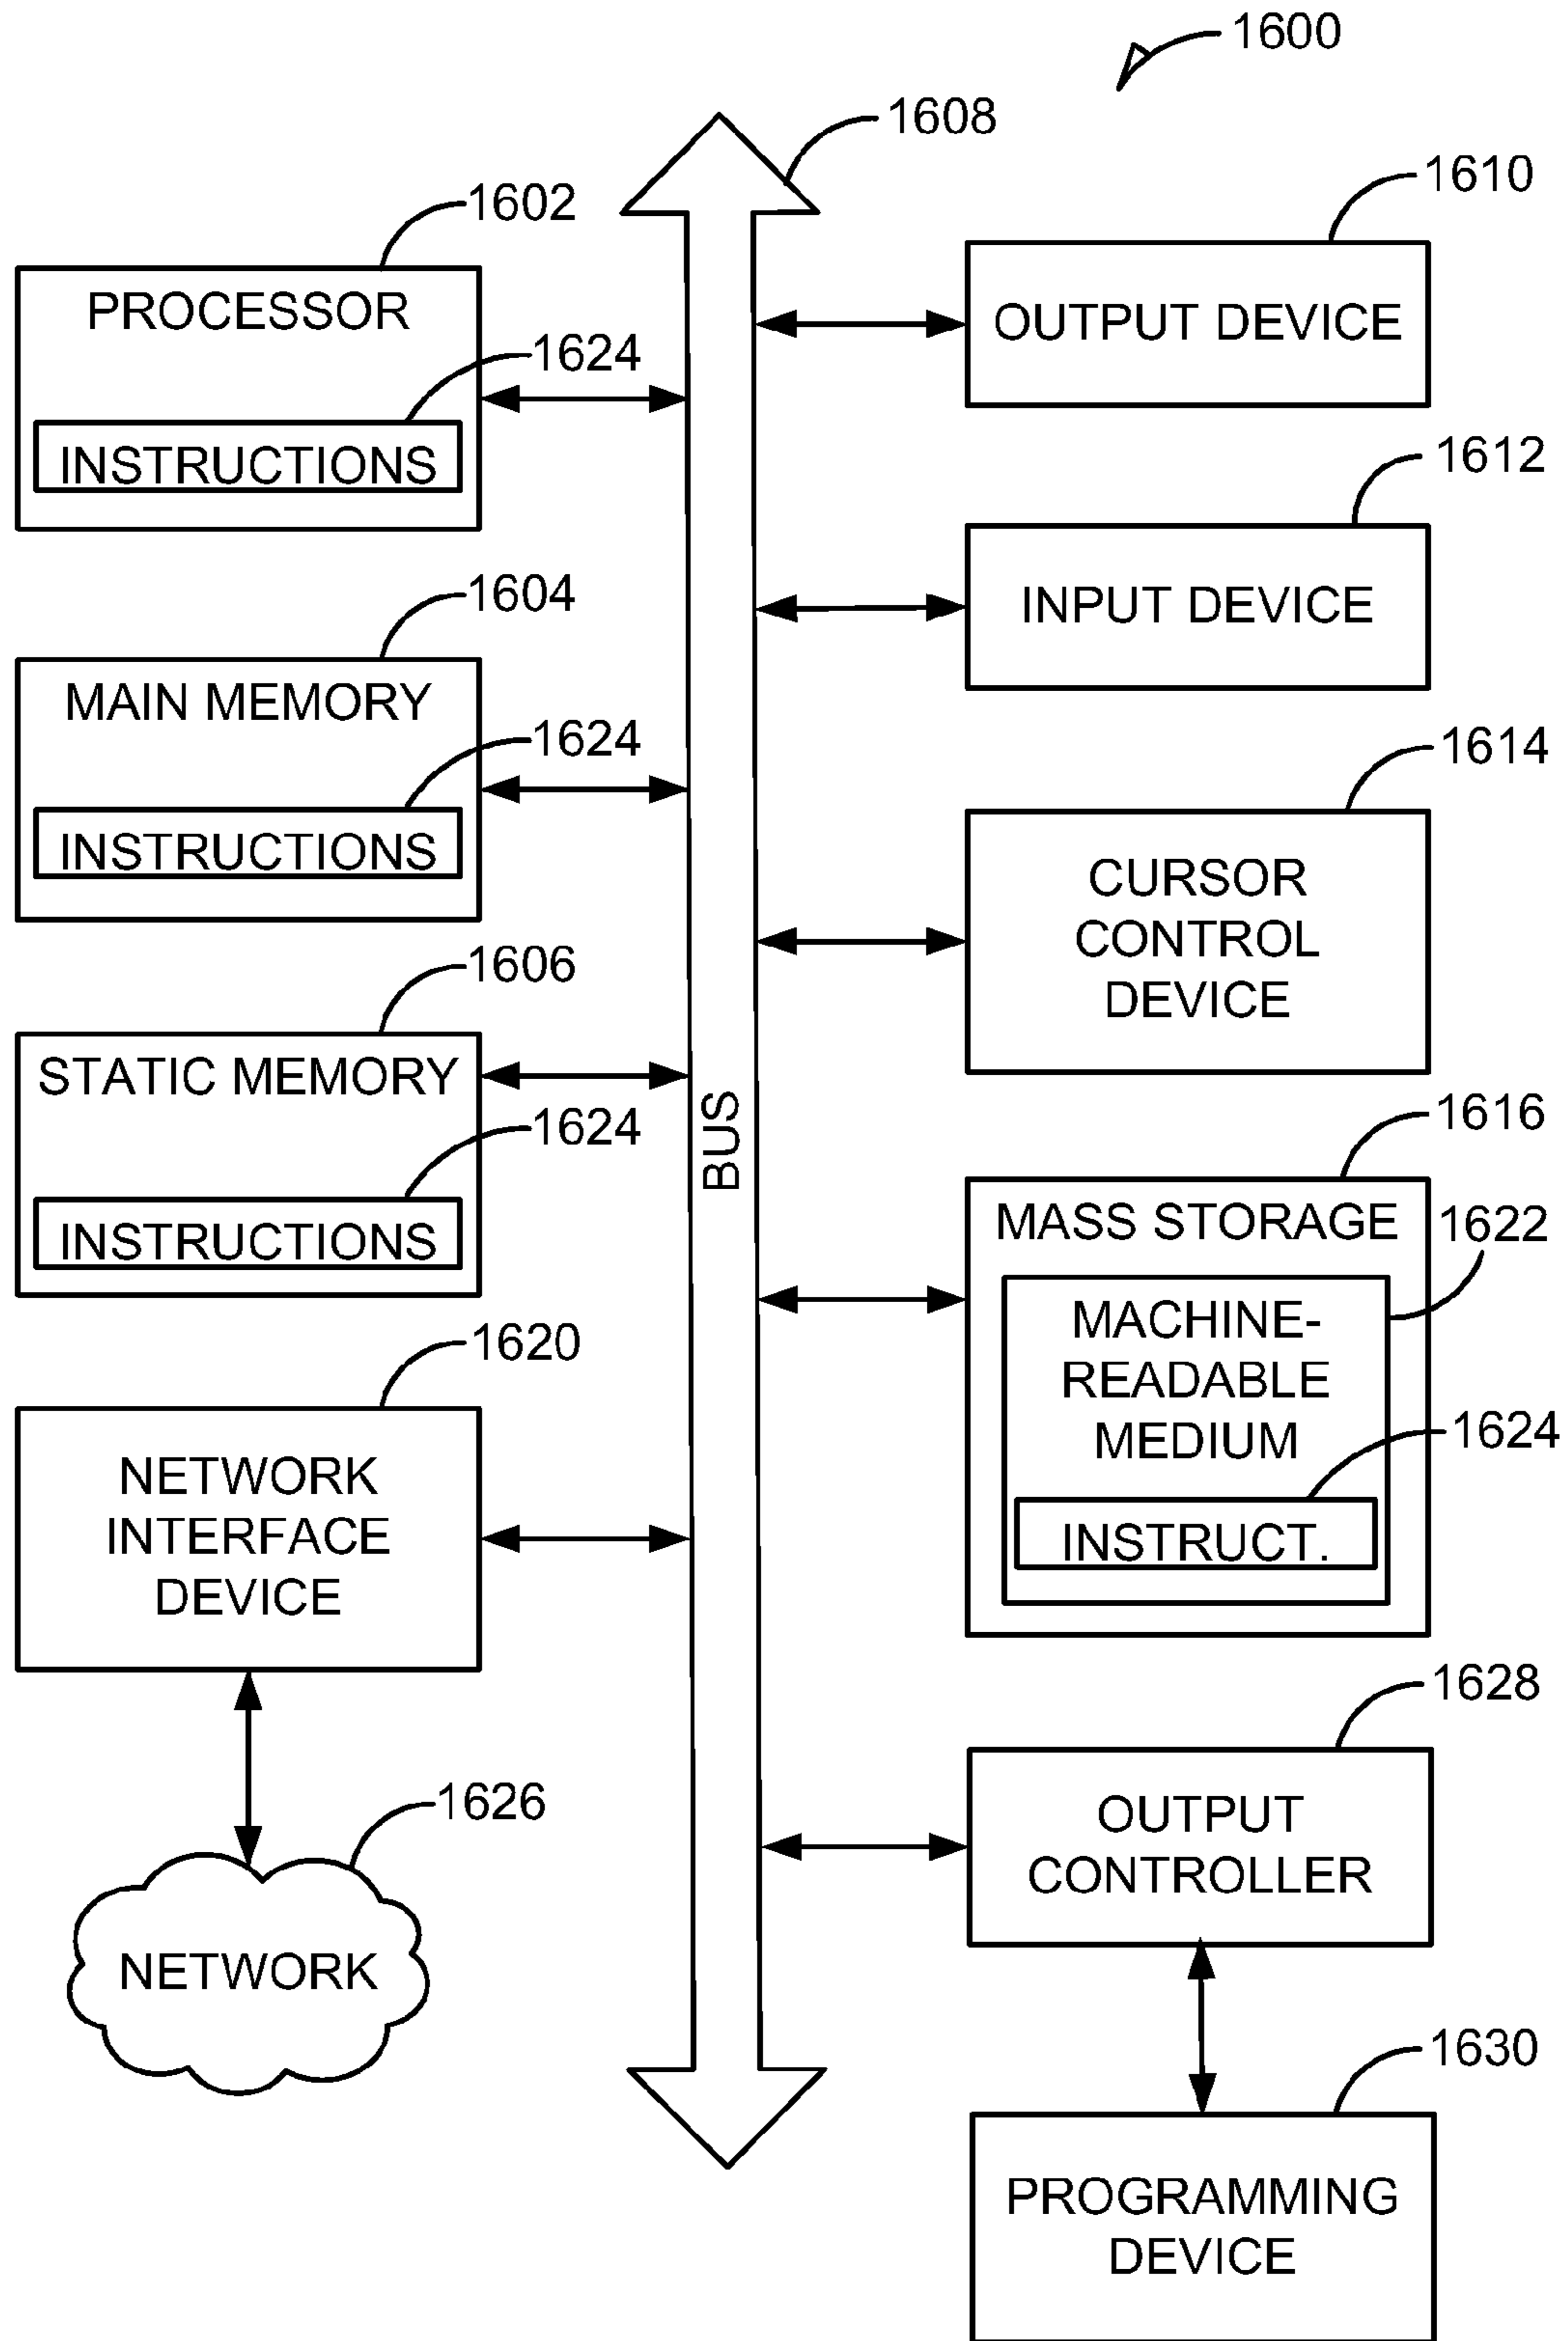 1600
1608
1602
PROCESSOR
1624
INSTRUCTIONS
1604
MAIN MEMORY
1624
INSTRUCTIONS
1606
STATIC MEMORY
1624
INSTRUCTIONS
1620
NETWORK
INTERFACE
DEVICE
1626
NETWORK
BUS
1610
OUTPUT DEVICE
1612
INPUT DEVICE
1614
CURSOR
CONTROL
DEVICE
1616
MASS STORAGE
1622
MACHINE-
READABLE
MEDIUM
1624
INSTRUCT.
1628
OUTPUT
CONTROLLER
1630
PROGRAMMING
DEVICE